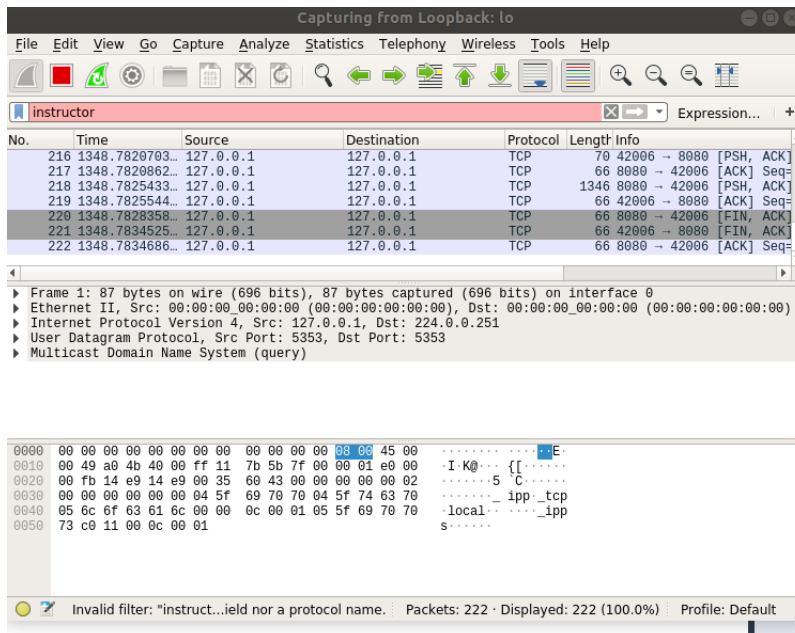 Capturing from Loopback: lo
File Edit View Go Capture Analyze Statistics Telephony Wireless Tools Help
instructor Expression... +
No. Time Source Destination Protocol Length Info
216 1348.7820703… 127.0.0.1 127.0.0.1 TCP 70 42006 → 8080 [PSH, ACK]
217 1348.7820862… 127.0.0.1 127.0.0.1 TCP 66 8080 → 42006 [ACK] Seq=
218 1348.7825433… 127.0.0.1 127.0.0.1 TCP 1346 8080 → 42006 [PSH, ACK]
219 1348.7825544… 127.0.0.1 127.0.0.1 TCP 66 42006 → 8080 [ACK] Seq=
220 1348.7828358… 127.0.0.1 127.0.0.1 TCP 66 8080 → 42006 [FIN, ACK]
221 1348.7834525… 127.0.0.1 127.0.0.1 TCP 66 42006 → 8080 [FIN, ACK]
222 1348.7834686… 127.0.0.1 127.0.0.1 TCP 66 8080 → 42006 [ACK] Seq=
Frame 1: 87 bytes on wire (696 bits), 87 bytes captured (696 bits) on interface 0
Ethernet II, Src: 00:00:00_00:00:00 (00:00:00:00:00:00), Dst: 00:00:00_00:00:00 (00:00:00:00:00:00)
Internet Protocol Version 4, Src: 127.0.0.1, Dst: 224.0.0.251
User Datagram Protocol, Src Port: 5353, Dst Port: 5353
Multicast Domain Name System (query)
0000 00 00 00 00 00 00 00 00 00 00 00 00 08 00 45 00 ········ ······E·
0010 00 49 a0 4b 40 00 ff 11 7b 5b 7f 00 00 01 e0 00 ·I·K@··· {[······
0020 00 fb 14 e9 14 e9 00 35 60 43 00 00 00 00 00 02 ·······5 `C······
0030 00 00 00 00 00 00 04 5f 69 70 70 04 5f 74 63 70 ·······_ ipp·_tcp
0040 05 6c 6f 63 61 6c 00 00 0c 00 01 05 5f 69 70 70 ·local·· ····_ipp
0050 73 c0 11 00 0c 00 01 s······
Invalid filter: "instruct…ield nor a protocol name. Packets: 222 · Displayed: 222 (100.0%) Profile: Default